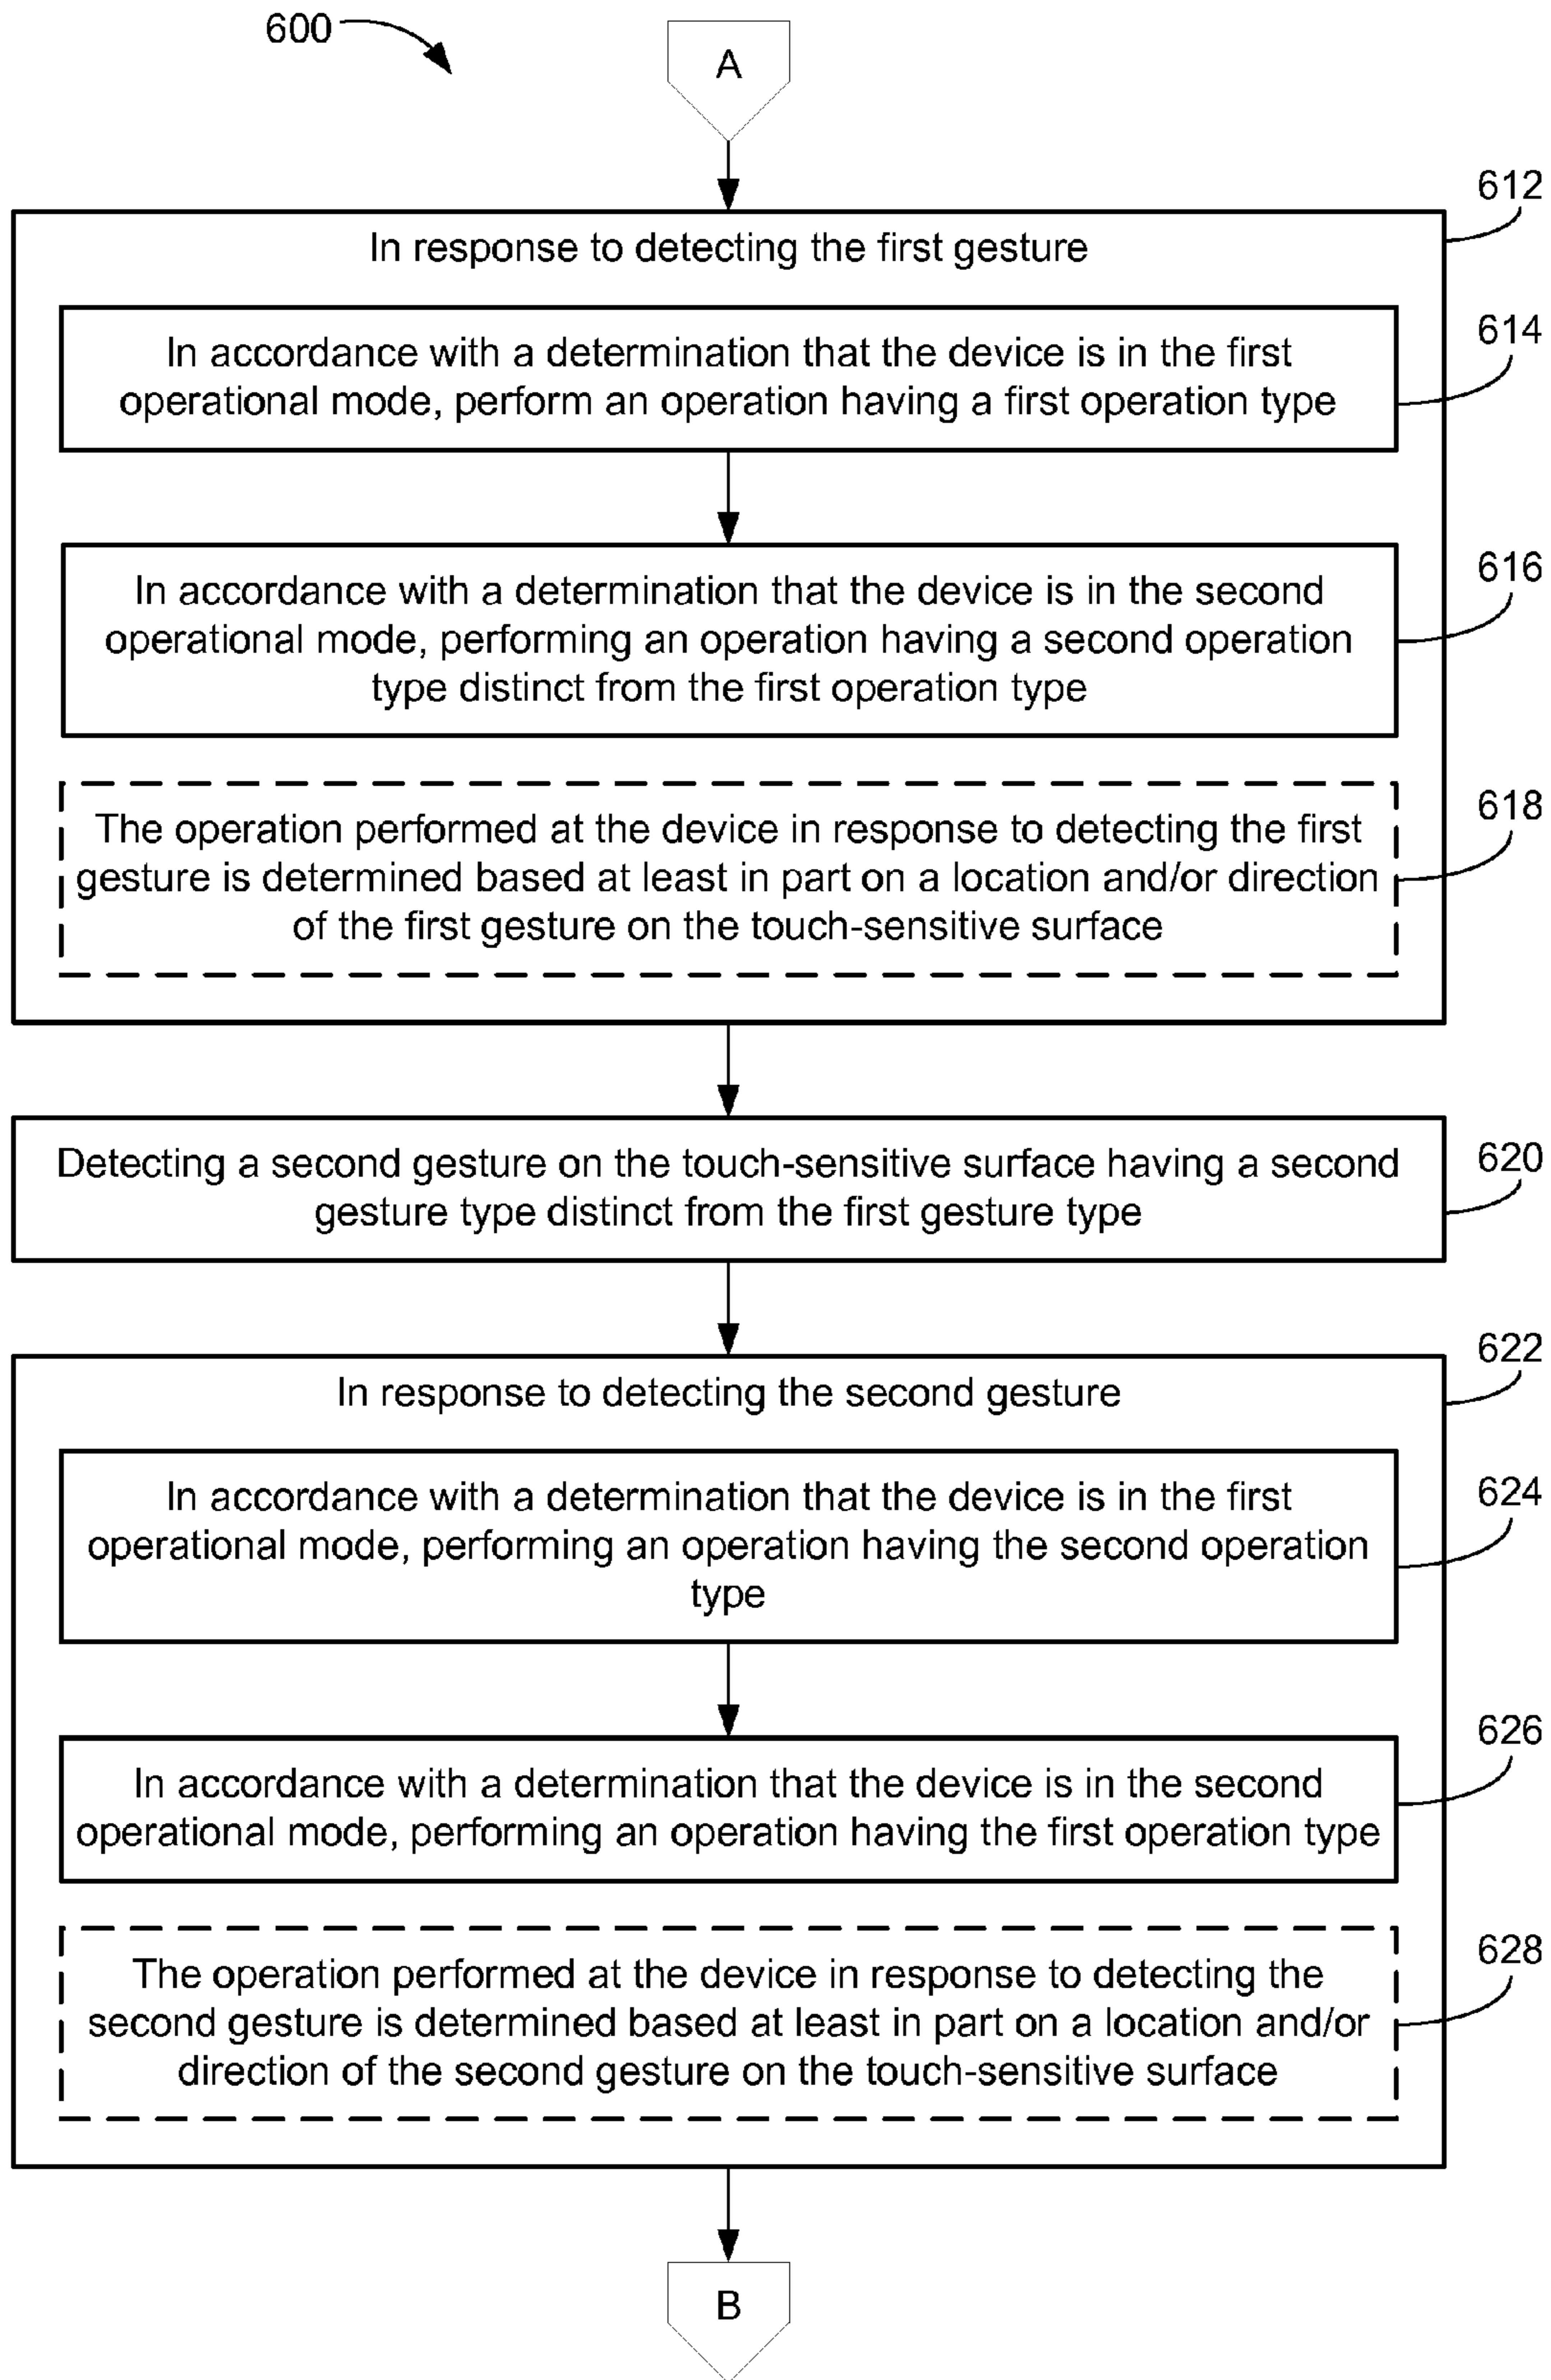 600
A
612
In response to detecting the first gesture
614
In accordance with a determination that the device is in the first
operational mode, perform an operation having a first operation type
616
In accordance with a determination that the device is in the second
operational mode, performing an operation having a second operation
type distinct from the first operation type
618
The operation performed at the device in response to detecting the first
gesture is determined based at least in part on a location and/or direction
of the first gesture on the touch-sensitive surface
620
Detecting a second gesture on the touch-sensitive surface having a second
gesture type distinct from the first gesture type
622
In response to detecting the second gesture
624
In accordance with a determination that the device is in the first
operational mode, performing an operation having the second operation
type
626
In accordance with a determination that the device is in the second
operational mode, performing an operation having the first operation type
628
The operation performed at the device in response to detecting the
second gesture is determined based at least in part on a location and/or
direction of the second gesture on the touch-sensitive surface
B